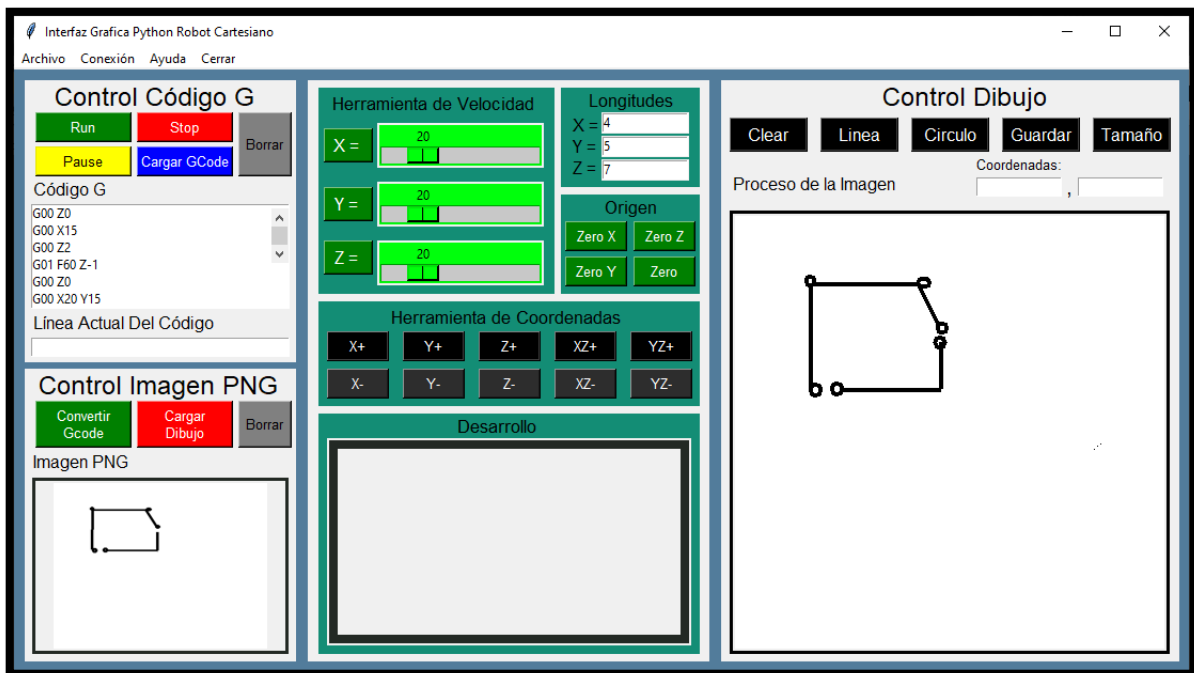 Interfaz Grafica Python Robot Cartesiano
Archivo Conexión Ayuda Cerrar
Control Código G
Run Stop
Borrar
Pause Cargar GCode
Código G
G00 Z0
G00 X15
G00 Z2
G01 F60 Z-1
G00 Z0
G00 X20 Y15
Línea Actual Del Código
Control Imagen PNG
Convertir Gcode
Cargar Dibujo
Borrar
Imagen PNG
Herramienta de Velocidad
X = 20
Y = 20
Z = 20
Longitudes
X = 4
Y = 5
Z = 7
Origen
Zero X Zero Z
Zero Y Zero
Herramienta de Coordenadas
X+ Y+ Z+ XZ+ YZ+
X- Y- Z- XZ- YZ-
Desarrollo
Control Dibujo
Clear Linea Circulo Guardar Tamaño
Coordenadas:
Proceso de la Imagen ,